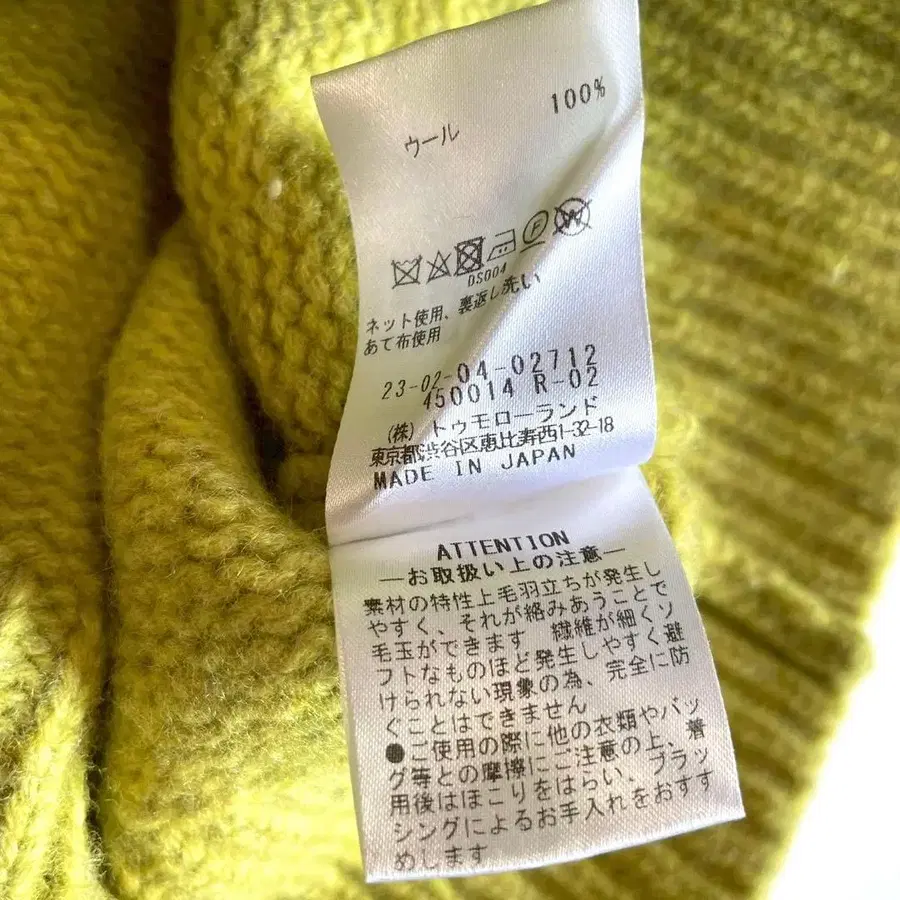 ウール 100%
DS004
ネット使用、裏返し洗い
あて布使用
23-02-04-02712
450014 R-02
(株) トゥモローランド
東京都渋谷区恵比寿西1-32-18
MADE IN JAPAN
ATTENTION
―お取扱い上の注意―
素材の特性上毛羽立ちが発生し
やすく、それが絡みあうことで
毛玉ができます 繊維が細くソ
フトなものほど発生しやすく避
けられない現象の為、完全に防
ぐことはできません
●ご使用の際に他の衣類やバッ
グ等との摩擦にご注意の上、着
用後はほこりをはらい、ブラッ
シングによるお手入れをおすす
めします